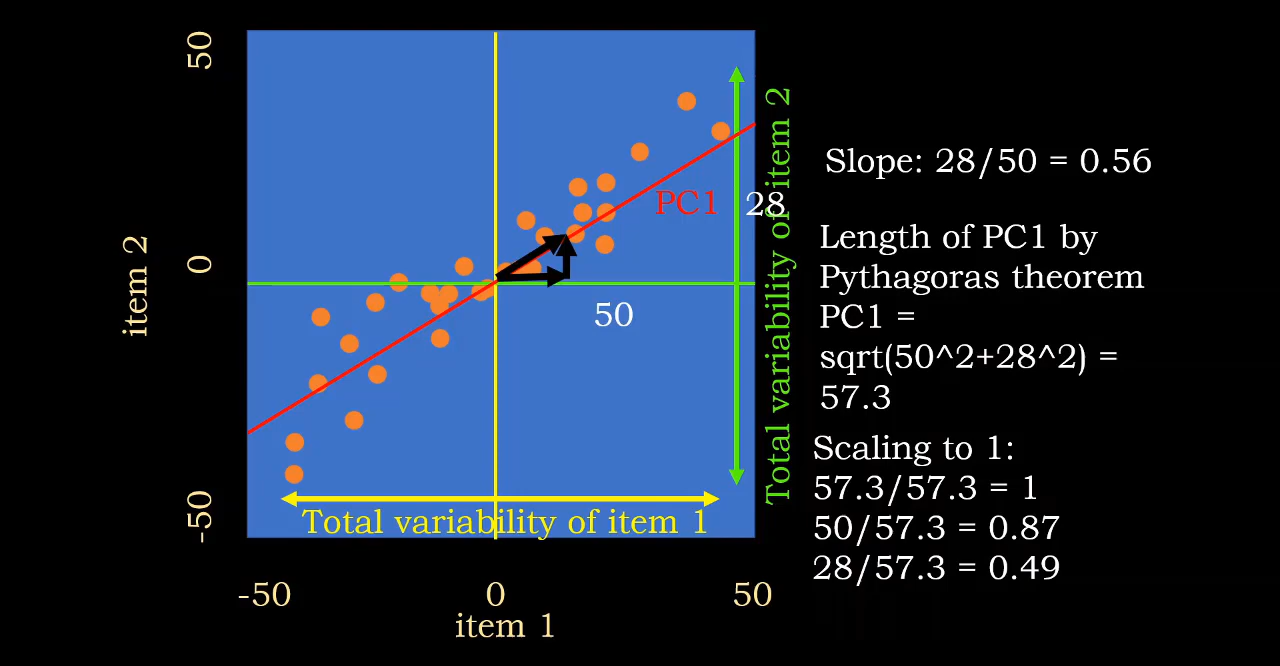 50
0
-50
item 2
-50
0
50
item 1
PC1
28
50
Total variability of item 1
Total variability of item 2
Slope: 28/50 = 0.56
Length of PC1 by
Pythagoras theorem
PC1 =
sqrt(50^2+28^2) =
57.3
Scaling to 1:
57.3/57.3 = 1
50/57.3 = 0.87
28/57.3 = 0.49